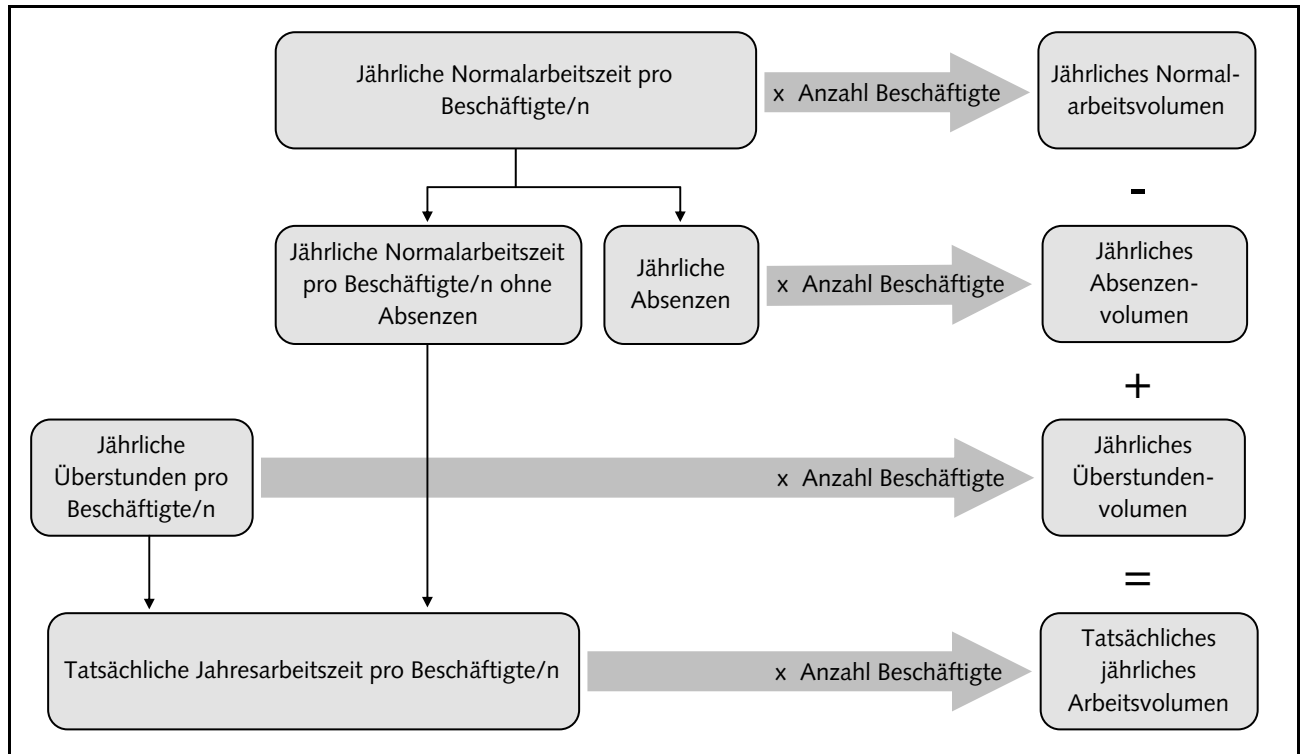 Jährliche Normalarbeitszeit pro
Beschäftigte/n
x Anzahl Beschäftigte
Jährliches Normal-
arbeitsvolumen
-
Jährliche Normalarbeitszeit
pro Beschäftigte/n ohne
Absenzen
Jährliche
Absenzen
x Anzahl Beschäftigte
Jährliches
Absenzen-
volumen
+
Jährliche
Überstunden pro
Beschäftigte/n
x Anzahl Beschäftigte
Jährliches
Überstunden-
volumen
=
Tatsächliche Jahresarbeitszeit pro Beschäftigte/n
x Anzahl Beschäftigte
Tatsächliches
jährliches
Arbeitsvolumen